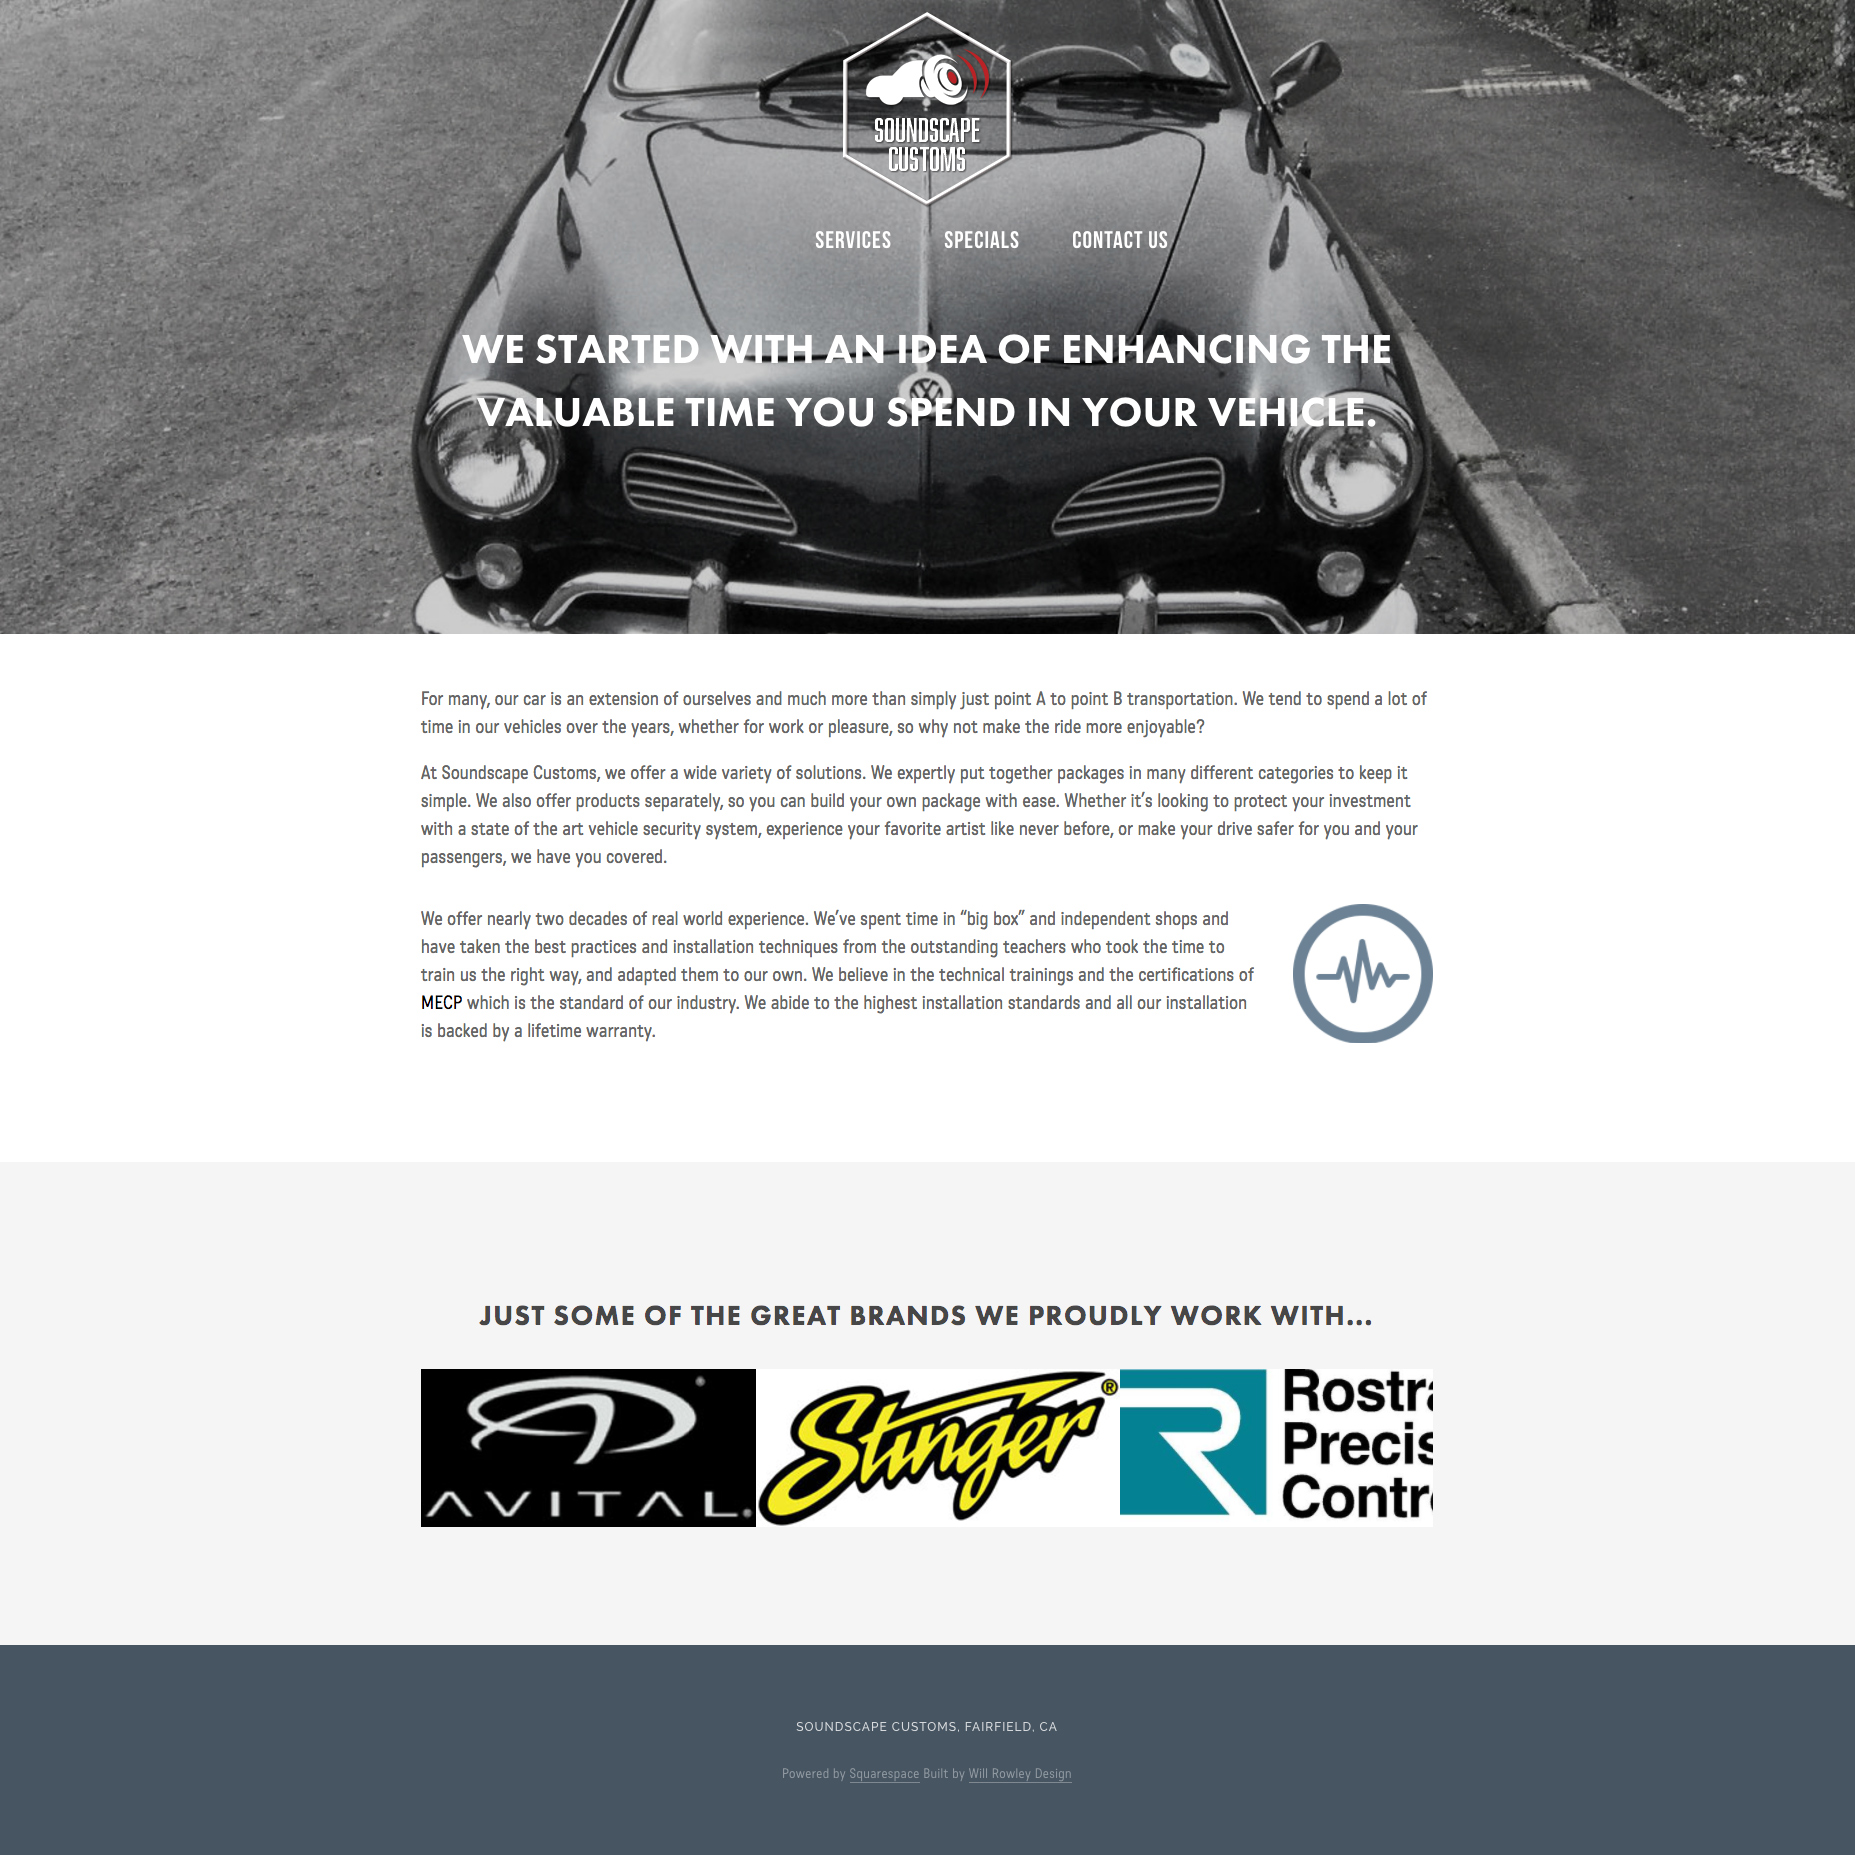 SOUNDSCAPE
CUSTOMS
SERVICES SPECIALS CONTACT US
WE STARTED WITH AN IDEA OF ENHANCING THE
VALUABLE TIME YOU SPEND IN YOUR VEHICLE.
For many, our car is an extension of ourselves and much more than simply just point A to point B transportation. We tend to spend a lot of
time in our vehicles over the years, whether for work or pleasure, so why not make the ride more enjoyable?
At Soundscape Customs, we offer a wide variety of solutions. We expertly put together packages in many different categories to keep it
simple. We also offer products separately, so you can build your own package with ease. Whether it’s looking to protect your investment
with a state of the art vehicle security system, experience your favorite artist like never before, or make your drive safer for you and your
passengers, we have you covered.
We offer nearly two decades of real world experience. We’ve spent time in “big box” and independent shops and
have taken the best practices and installation techniques from the outstanding teachers who took the time to
train us the right way, and adapted them to our own. We believe in the technical trainings and the certifications of
MECP which is the standard of our industry. We abide to the highest installation standards and all our installation
is backed by a lifetime warranty.
JUST SOME OF THE GREAT BRANDS WE PROUDLY WORK WITH...
AVITAL®
Stinger®
Rostra
Precis
Contr
SOUNDSCAPE CUSTOMS, FAIRFIELD, CA
Powered by Squarespace Built by Will Rowley Design